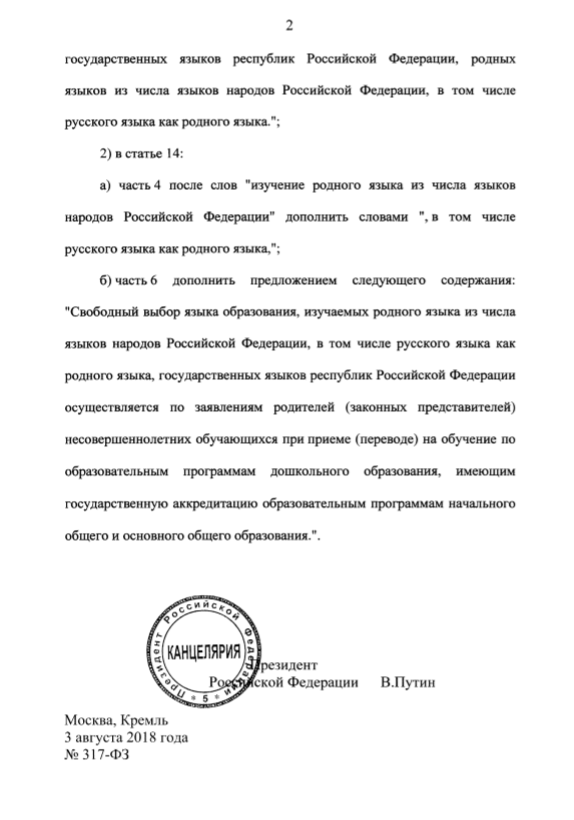 2
государственных языков республик Российской Федерации, родных
языков из числа языков народов Российской Федерации, в том числе
русского языка как родного языка.";
2) в статье 14:
а) часть 4 после слов "изучение родного языка из числа языков
народов Российской Федерации" дополнить словами ", в том числе
русского языка как родного языка,";
б) часть 6 дополнить предложением следующего содержания:
"Свободный выбор языка образования, изучаемых родного языка из числа
языков народов Российской Федерации, в том числе русского языка как
родного языка, государственных языков республик Российской Федерации
осуществляется по заявлениям родителей (законных представителей)
несовершеннолетних обучающихся при приеме (переводе) на обучение по
образовательным программам дошкольного образования, имеющим
государственную аккредитацию образовательным программам начального
общего и основного общего образования.".
Президент Российской Федерации
КАНЦЕЛЯРИЯ
* 5 *
Президент
Российской Федерации В.Путин
Москва, Кремль
3 августа 2018 года
№ 317-ФЗ